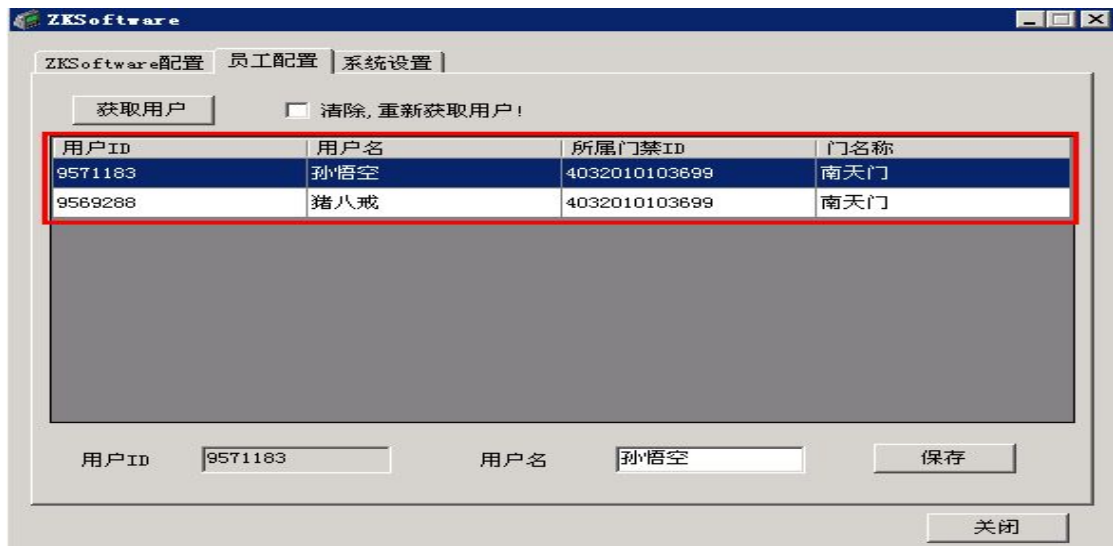 ZKSoftware
ZKSoftware配置 员工配置 系统设置
获取用户 清除,重新获取用户!
用户ID 用户名 所属门禁ID 门名称
9571183 孙悟空 4032010103699 南天门
9569288 猪八戒 4032010103699 南天门
用户ID 9571183 用户名 孙悟空 保存
关闭